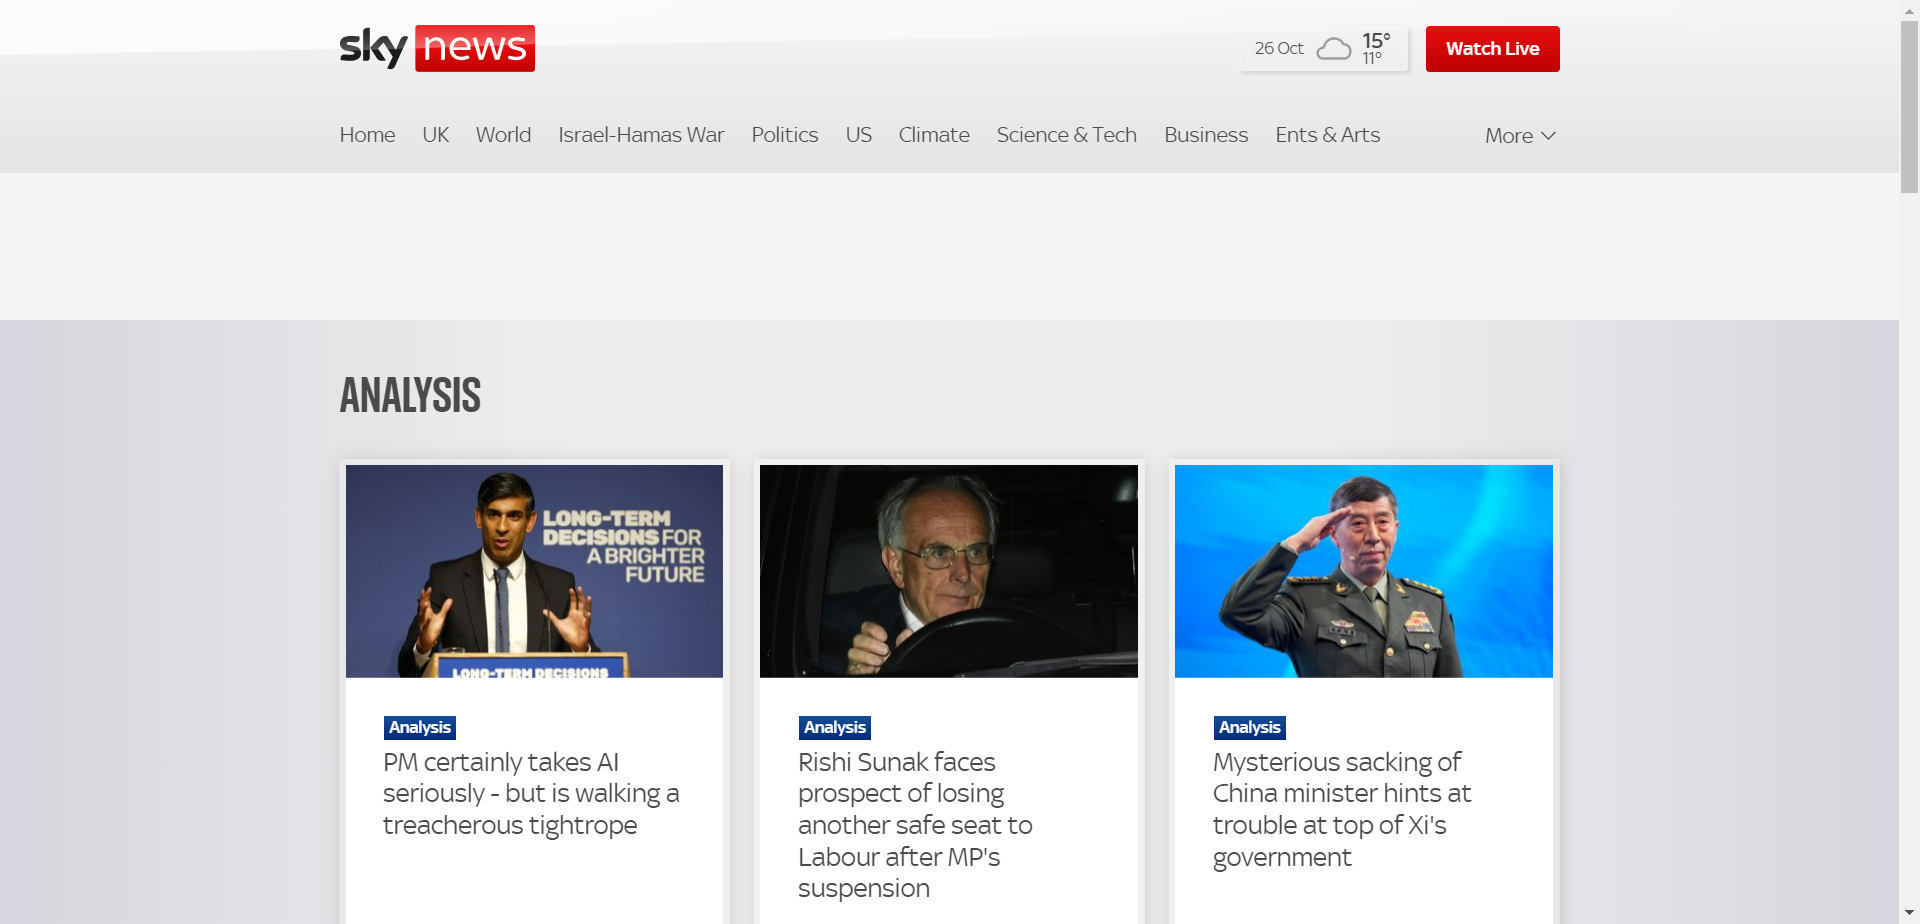 sky news
26 Oct
15°
11°
Watch Live
Home UK World Israel-Hamas War Politics US Climate Science & Tech Business Ents & Arts More
ANALYSIS
LONG-TERM
DECISIONS FOR
A BRIGHTER
FUTURE
LONG-TERM DECISIONS
Analysis
PM certainly takes AI
seriously - but is walking a
treacherous tightrope
Analysis
Rishi Sunak faces
prospect of losing
another safe seat to
Labour after MP's
suspension
Analysis
Mysterious sacking of
China minister hints at
trouble at top of Xi's
government